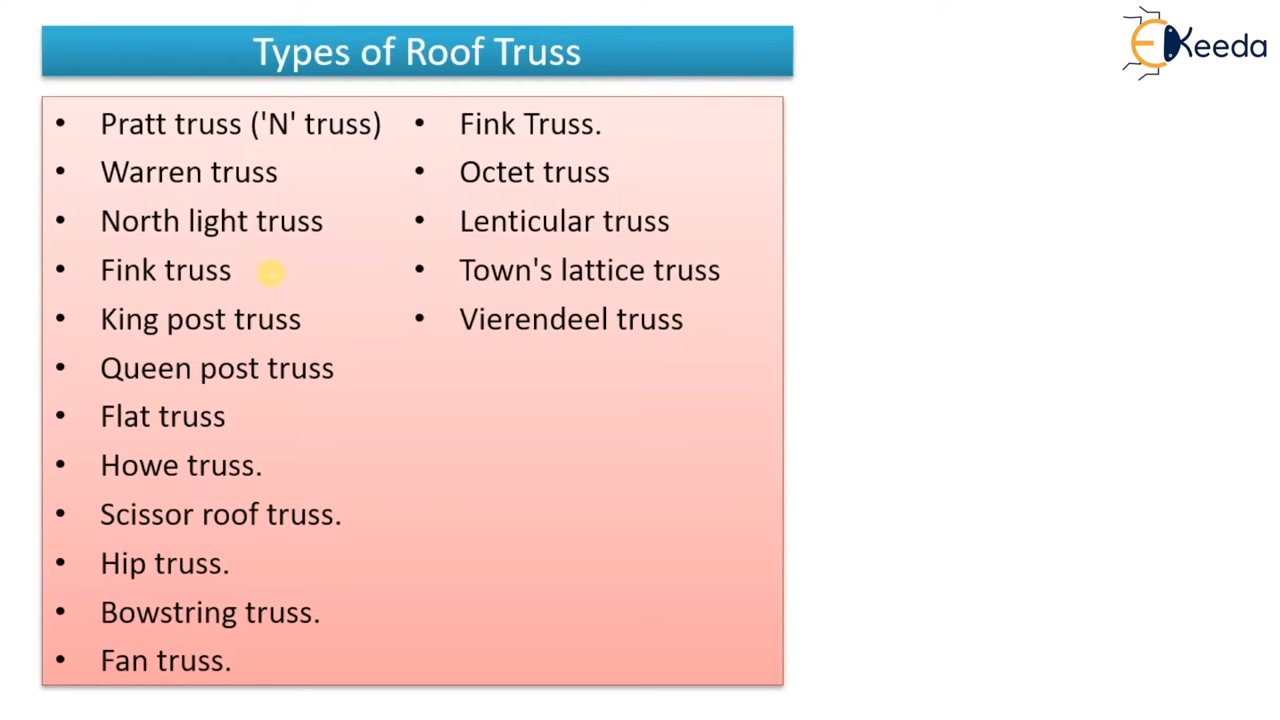 Types of Roof Truss
EKeeda
• Pratt truss ('N' truss)
• Warren truss
• North light truss
• Fink truss
• King post truss
• Queen post truss
• Flat truss
• Howe truss.
• Scissor roof truss.
• Hip truss.
• Bowstring truss.
• Fan truss.
• Fink Truss.
• Octet truss
• Lenticular truss
• Town's lattice truss
• Vierendeel truss